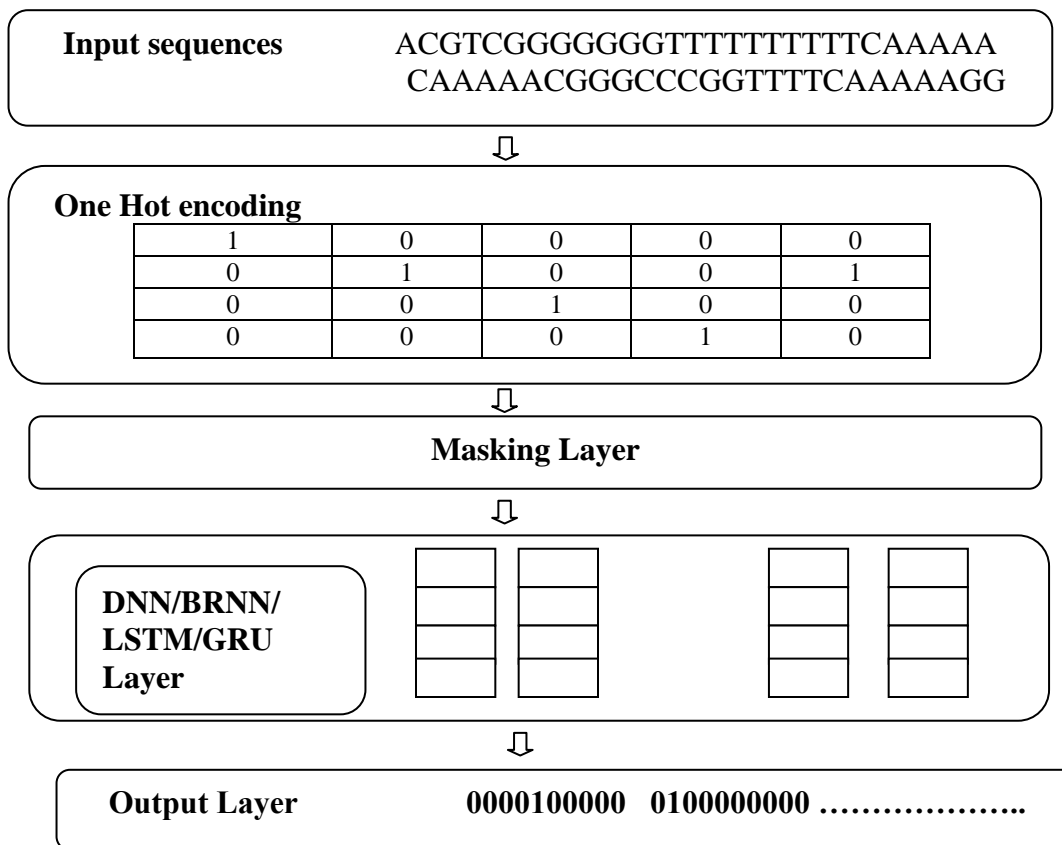 Input sequences ACGTCGGGGGGGTTTTTTTTTTCAAAAA
CAAAAACGGGCCCGGTTTTCAAAAAGG
One Hot encoding
1 0 0 0 0
0 1 0 0 1
0 0 1 0 0
0 0 0 1 0
Masking Layer
DNN/BRNN/
LSTM/GRU
Layer
Output Layer 0000100000 0100000000 ………………..